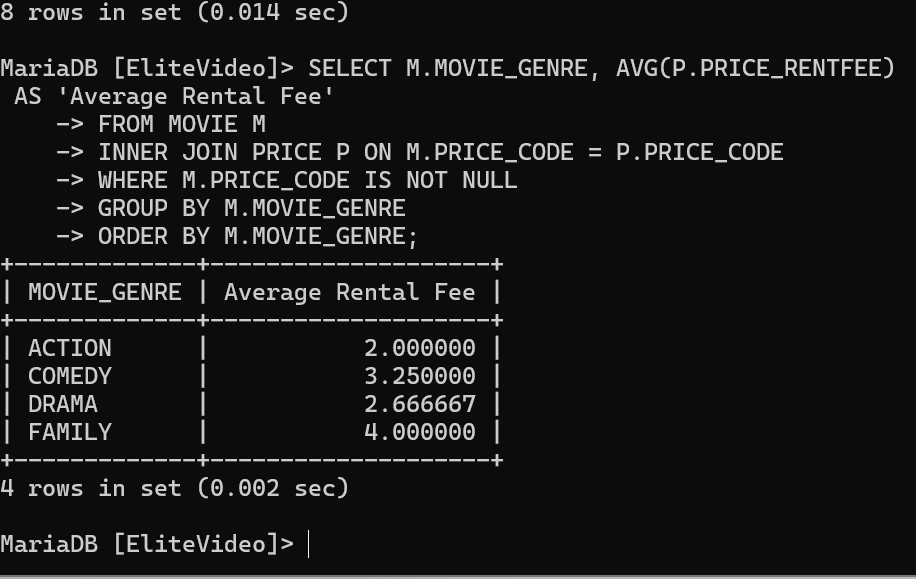 8 rows in set (0.014 sec)
MariaDB [EliteVideo]> SELECT M.MOVIE_GENRE, AVG(P.PRICE_RENTFEE)
 AS 'Average Rental Fee'
    -> FROM MOVIE M
    -> INNER JOIN PRICE P ON M.PRICE_CODE = P.PRICE_CODE
    -> WHERE M.PRICE_CODE IS NOT NULL
    -> GROUP BY M.MOVIE_GENRE
    -> ORDER BY M.MOVIE_GENRE;
+-------------+--------------------+
| MOVIE_GENRE | Average Rental Fee |
+-------------+--------------------+
| ACTION      |           2.000000 |
| COMEDY      |           3.250000 |
| DRAMA       |           2.666667 |
| FAMILY      |           4.000000 |
+-------------+--------------------+
4 rows in set (0.002 sec)
MariaDB [EliteVideo]>